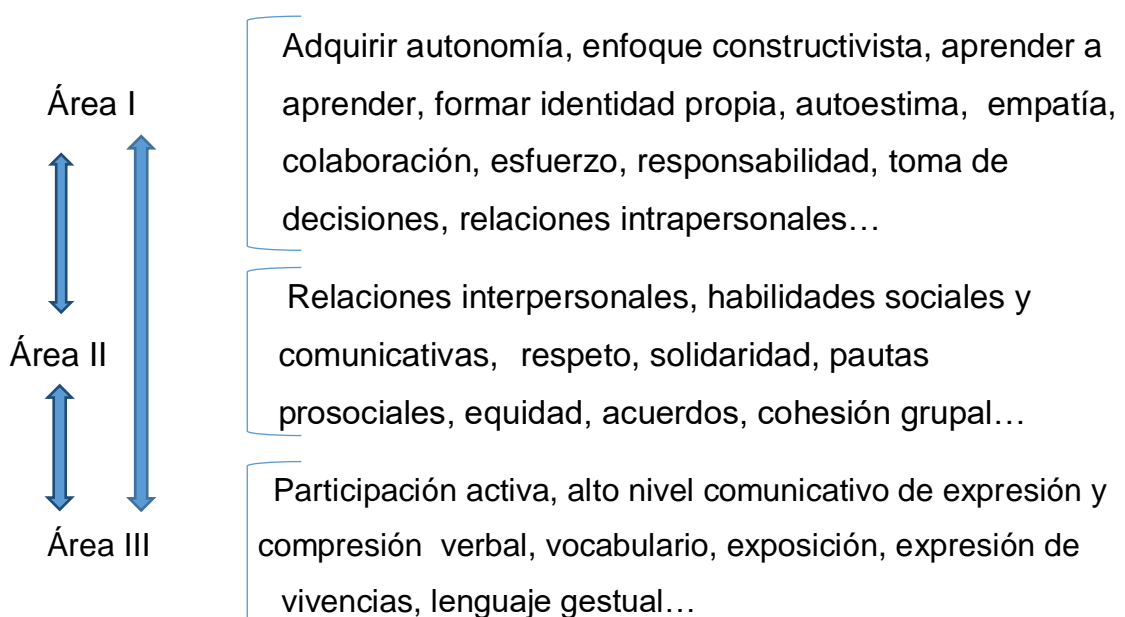 Adquirir autonomía, enfoque constructivista, aprender a
Área I
aprender, formar identidad propia, autoestima, empatía,
colaboración, esfuerzo, responsabilidad, toma de
decisiones, relaciones intrapersonales…
Relaciones interpersonales, habilidades sociales y
Área II
comunicativas, respeto, solidaridad, pautas
prosociales, equidad, acuerdos, cohesión grupal…
Participación activa, alto nivel comunicativo de expresión y
Área III
compresión verbal, vocabulario, exposición, expresión de
vivencias, lenguaje gestual…